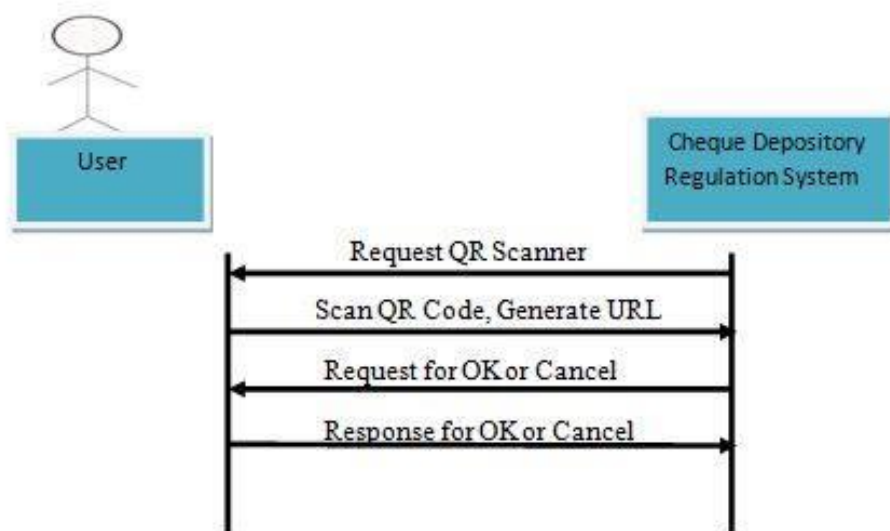 User
Cheque Depository
Regulation System
Request QR Scanner
Scan QR Code, Generate URL
Request for OK or Cancel
Response for OK or Cancel